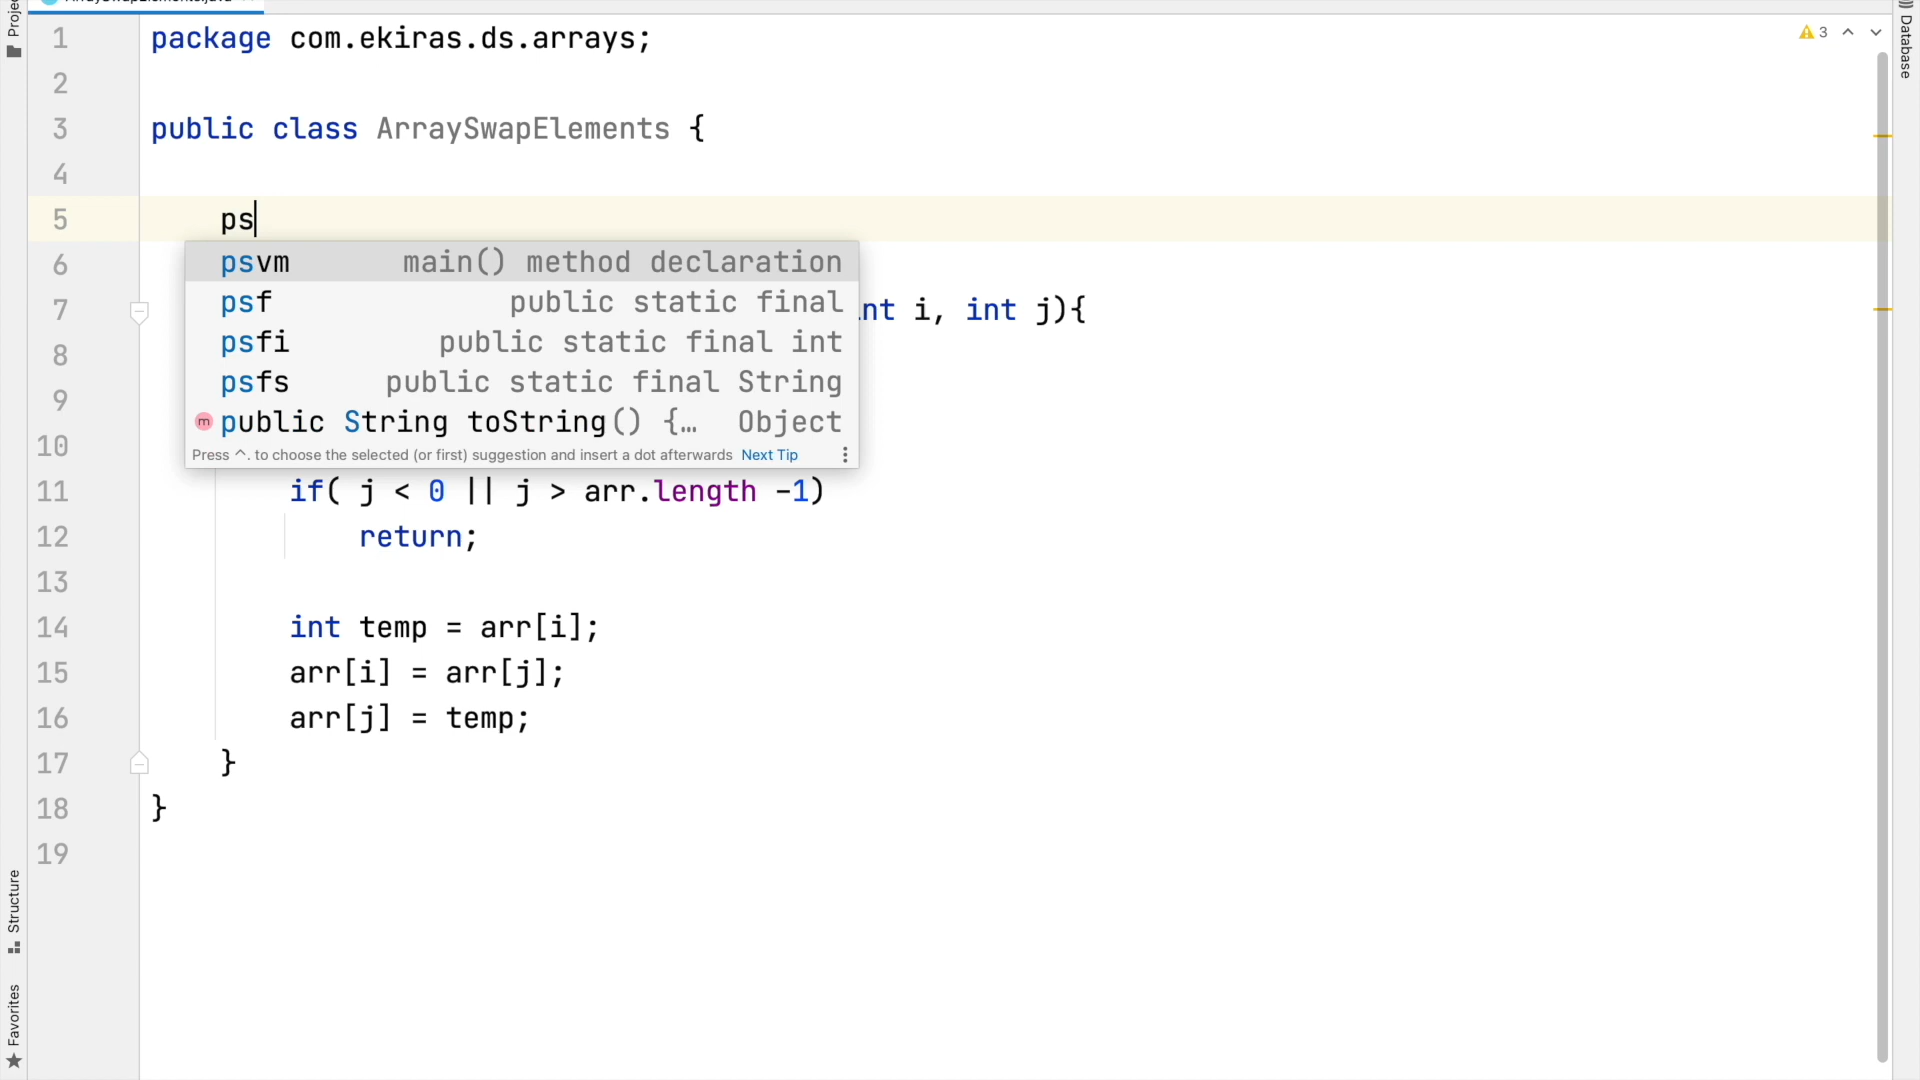 Database
3
1 package com.ekiras.ds.arrays;
2
3 public class ArraySwapElements {
4
5 ps
6
7 int i, int j){
8
9
10
psvm main() method declaration
psf public static final
psfi public static final int
psfs public static final String
m public String toString() {… Object
Press ^. to choose the selected (or first) suggestion and insert a dot afterwards Next Tip
11 if( j < 0 || j > arr.length -1)
12 return;
13
14 int temp = arr[i];
15 arr[i] = arr[j];
16 arr[j] = temp;
17 }
18 }
19
Structure
Favorites